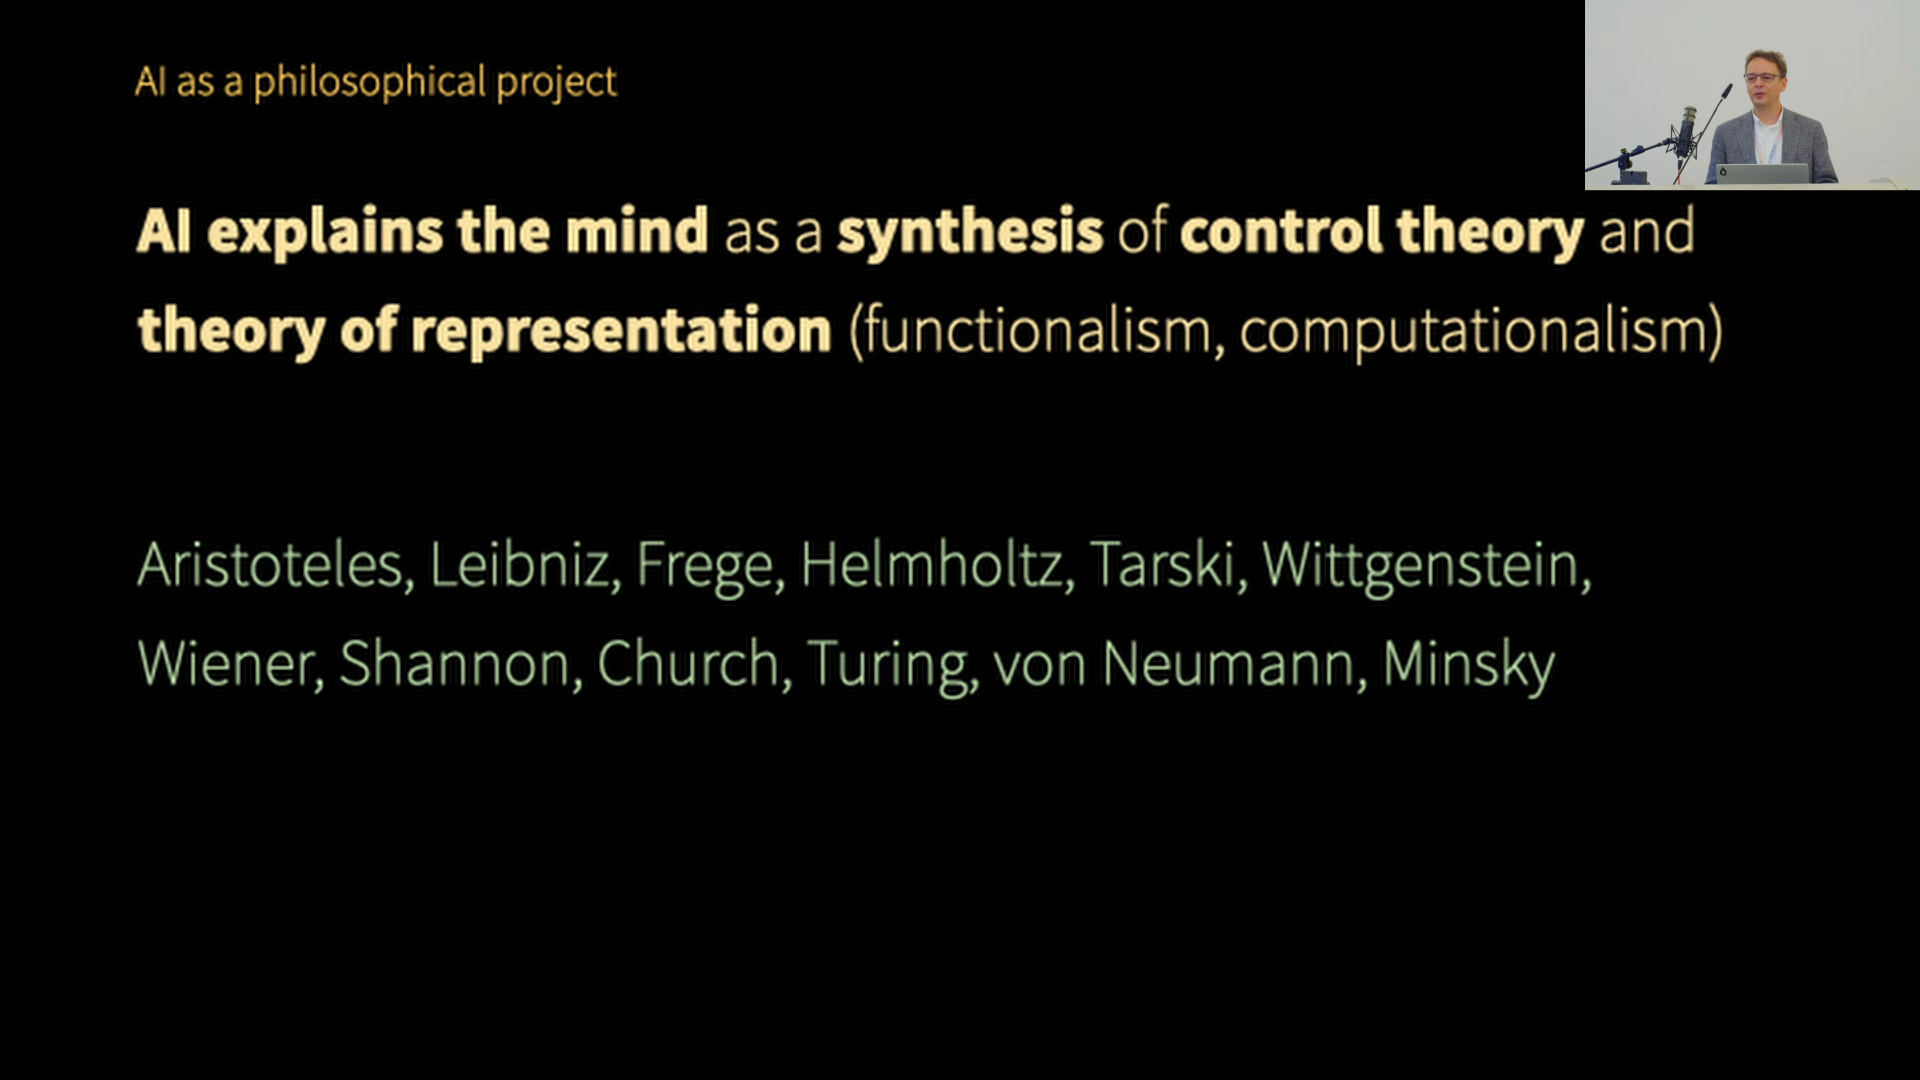 AI as a philosophical project
AI explains the mind as a synthesis of control theory and
theory of representation (functionalism, computationalism)
Aristoteles, Leibniz, Frege, Helmholtz, Tarski, Wittgenstein,
Wiener, Shannon, Church, Turing, von Neumann, Minsky